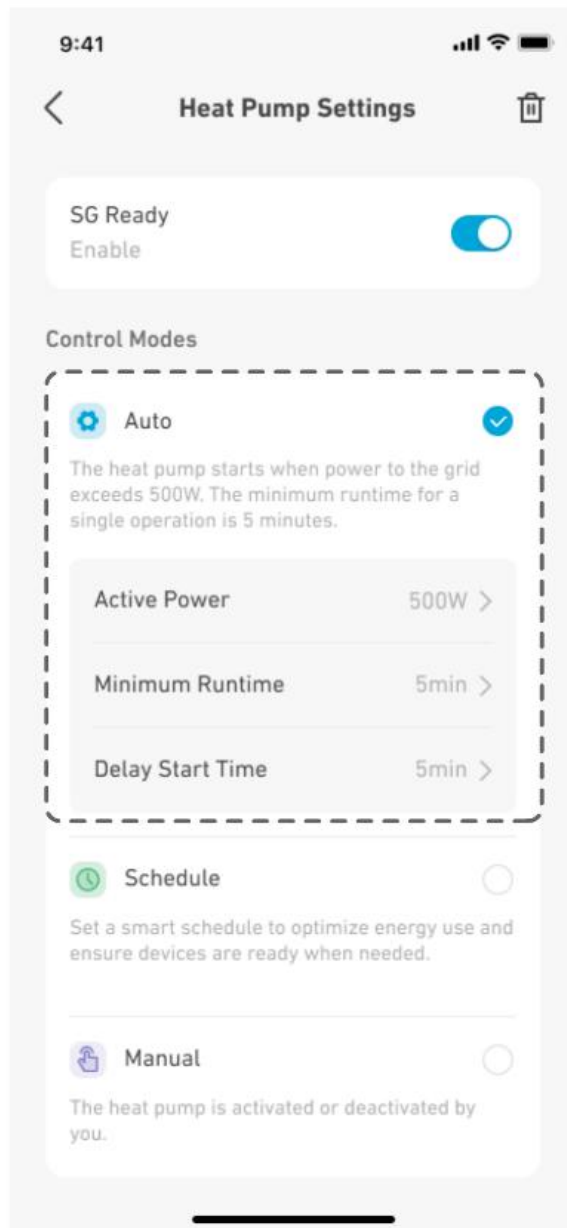 9:41
Heat Pump Settings
SG Ready
Enable
Control Modes
Auto
The heat pump starts when power to the grid
exceeds 500W. The minimum runtime for a
single operation is 5 minutes.
Active Power 500W
Minimum Runtime 5min
Delay Start Time 5min
Schedule
Set a smart schedule to optimize energy use and
ensure devices are ready when needed.
Manual
The heat pump is activated or deactivated by
you.